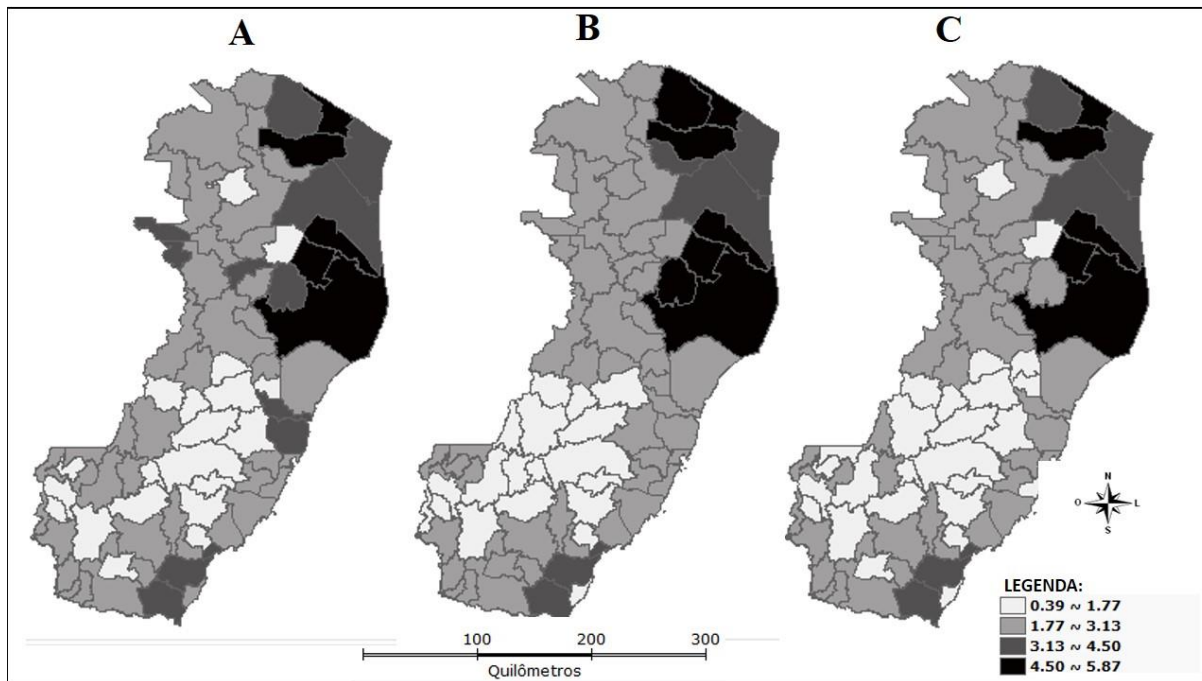 A
B
C
N
O
L
S
LEGENDA:
0.39 ~ 1.77
1.77 ~ 3.13
3.13 ~ 4.50
4.50 ~ 5.87
100 200 300
Quilômetros